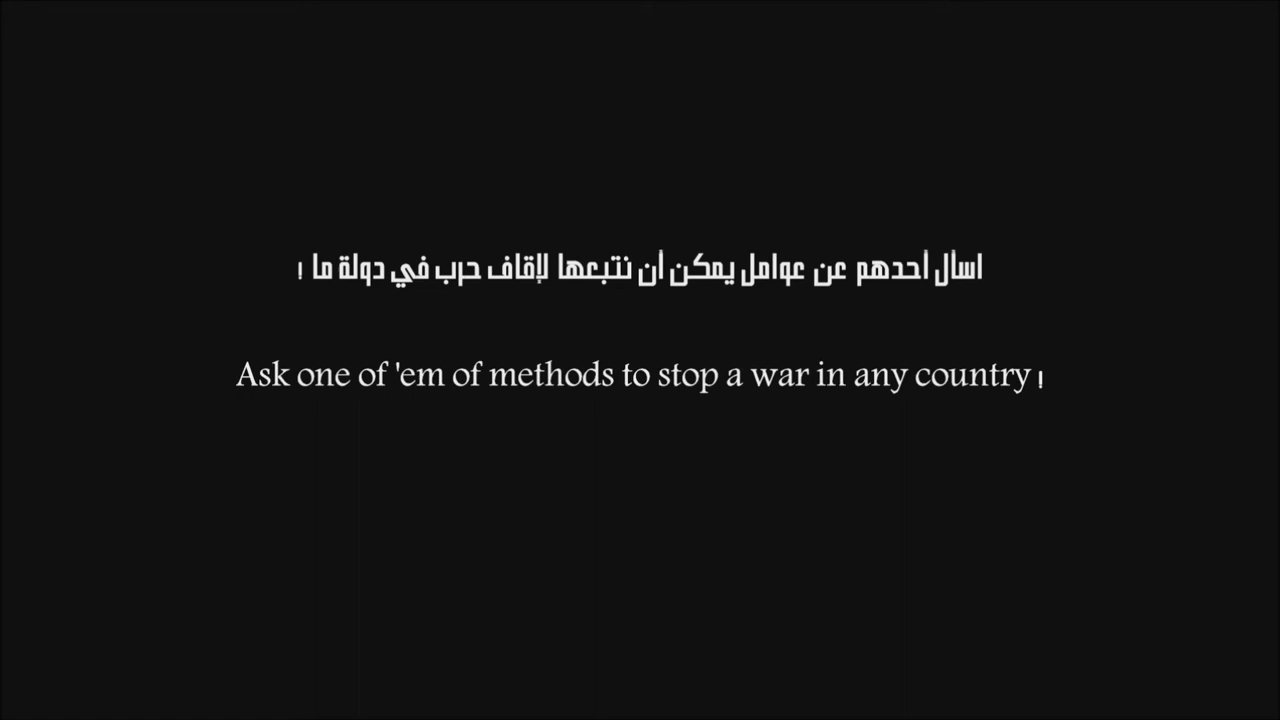 اسأل أحدهم عن عوامل يمكن أن نتبعها لإقاف حرب في دولة ما !
Ask one of 'em of methods to stop a war in any country !